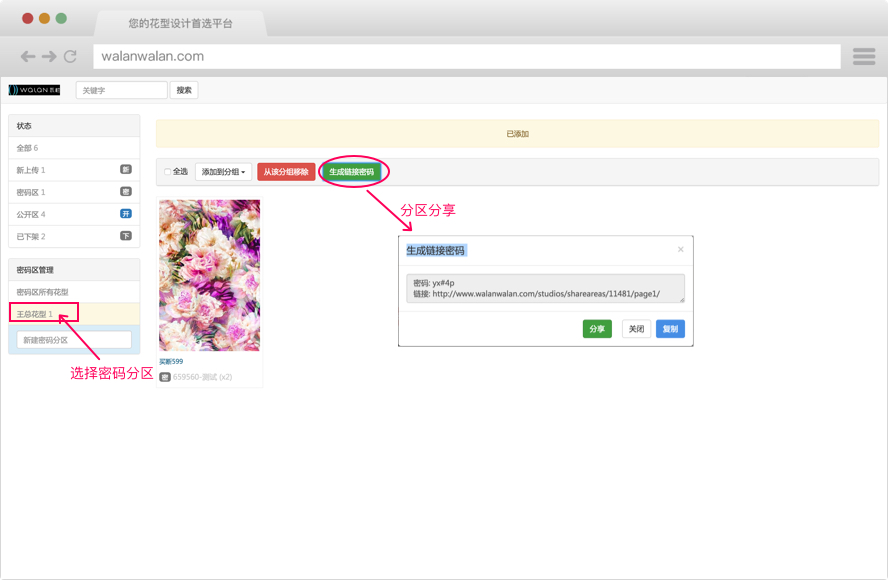 您的花型设计首选平台
walanwalan.com
WALAN
关键字
搜索
状态
全部 6
新上传 1
新
密码区 1
密
公开区 4
开
已下架 2
下
密码区管理
密码区所有花型
王总花型 1
新建密码分区
选择密码分区
已添加
全选
添加到分组
从该分组移除
生成链接密码
分区分享
买断599
密 659560-测试 (x2)
生成链接密码
×
密码: yx#4p
链接: http://www.walanwalan.com/studios/shareareas/11481/page1/
分享
关闭
复制